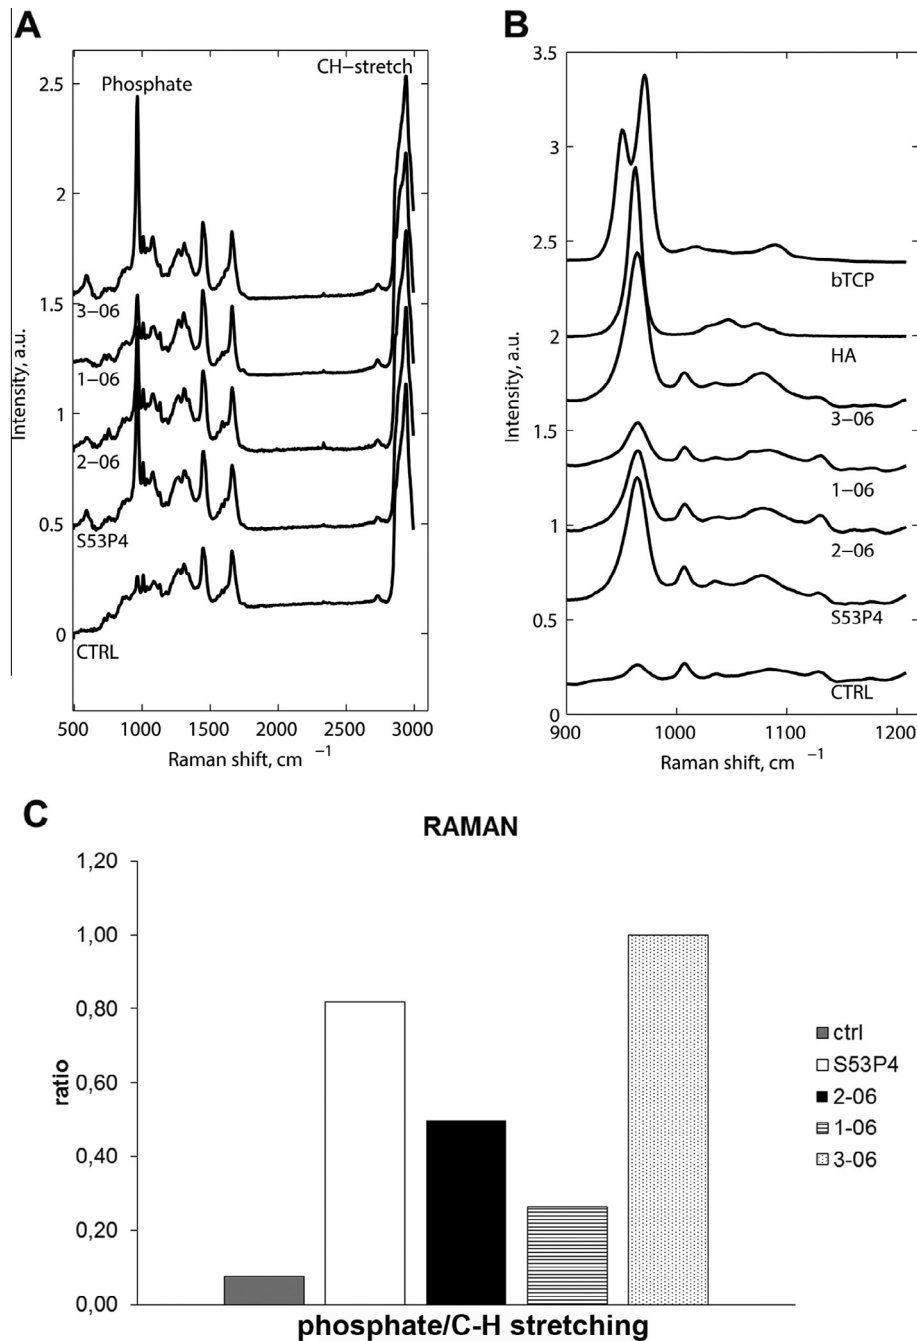 A
B
CH−stretch
Phosphate
2.5
2
1.5
1
0.5
0
3−06
1−06
2−06
S53P4
CTRL
Intensity, a.u.
500 1000 1500 2000 2500 3000
Raman shift, cm −1
3.5
3
2.5
2
1.5
1
0.5
0
bTCP
HA
3−06
1−06
2−06
S53P4
CTRL
Intensity, a.u.
900 1000 1100 1200
Raman shift, cm −1
C
RAMAN
1,20
1,00
0,80
0,60
0,40
0,20
0,00
ratio
phosphate/C-H stretching
ctrl
S53P4
2-06
1-06
3-06